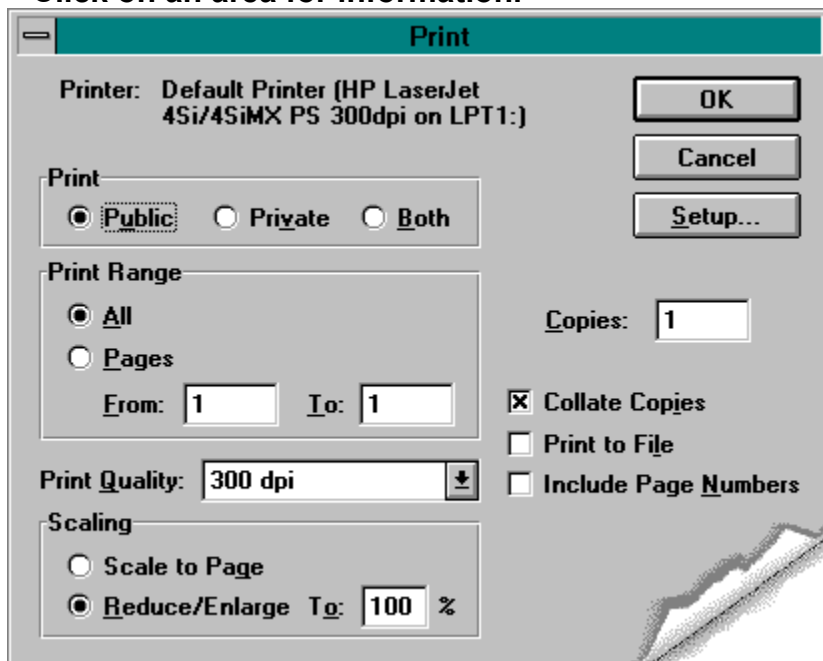 Click on an area for information.
Print
Printer: Default Printer (HP LaserJet
4Si/4SiMX PS 300dpi on LPT1:)
OK
Cancel
Setup...
Print
Public Private Both
Print Range
All
Pages
From: 1 To: 1
Copies: 1
Collate Copies
Print to File
Include Page Numbers
Print Quality: 300 dpi
Scaling
Scale to Page
Reduce/Enlarge To: 100 %